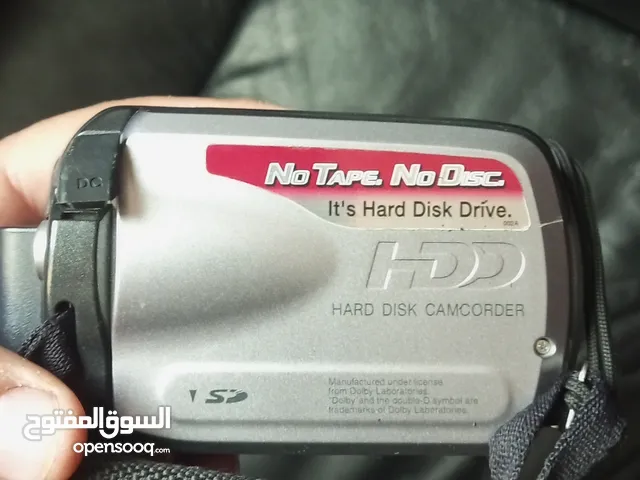 DC
NO TAPE. NO DISC.
It's Hard Disk Drive.
HDD
HARD DISK CAMCORDER
SD
Manufactured under license
from Dolby Laboratories.
"Dolby" and the double-D symbol are
trademarks of Dolby Laboratories.
السوق المفتوح
opensooq.com